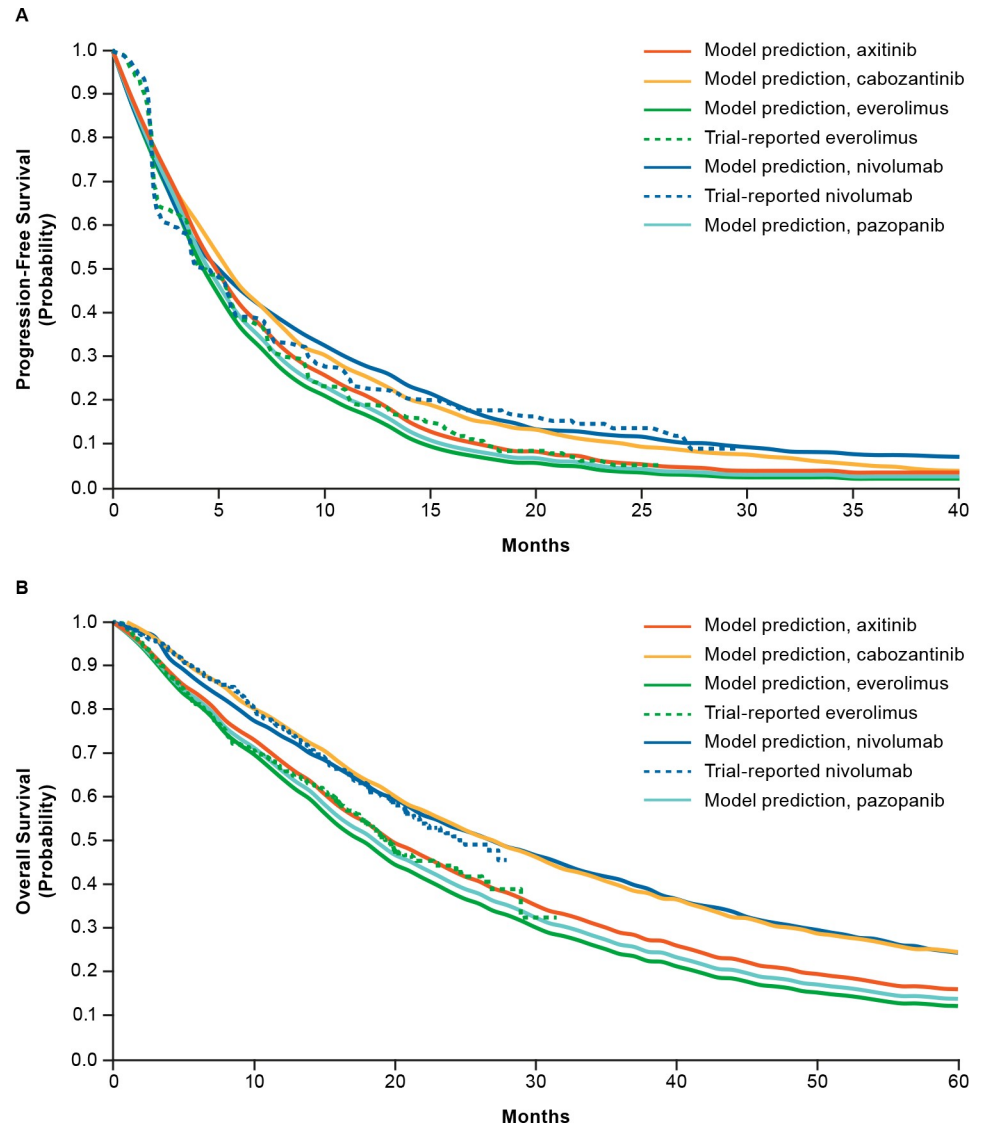 A
1.0
0.9
0.8
0.7
0.6
0.5
0.4
0.3
0.2
0.1
0.0
Progression-Free Survival
(Probability)
Model prediction, axitinib
Model prediction, cabozantinib
Model prediction, everolimus
Trial-reported everolimus
Model prediction, nivolumab
Trial-reported nivolumab
Model prediction, pazopanib
0 5 10 15 20 25 30 35 40
Months
B
1.0
0.9
0.8
0.7
0.6
0.5
0.4
0.3
0.2
0.1
0.0
Overall Survival
(Probability)
Model prediction, axitinib
Model prediction, cabozantinib
Model prediction, everolimus
Trial-reported everolimus
Model prediction, nivolumab
Trial-reported nivolumab
Model prediction, pazopanib
0 10 20 30 40 50 60
Months